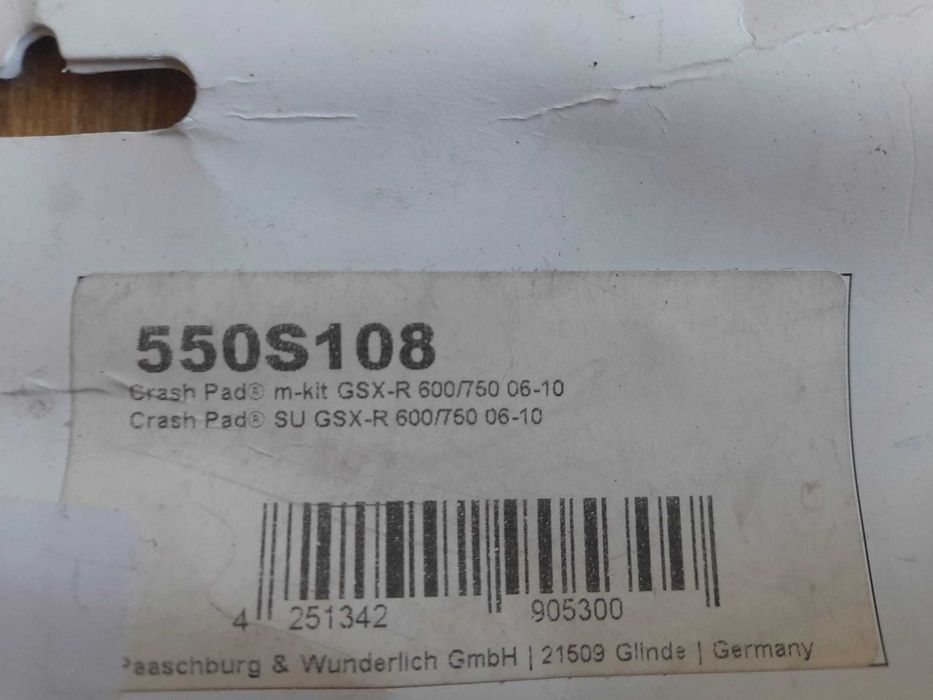 550S108
Crash Pad® m-kit GSX-R 600/750 06-10
Crash Pad® SU GSX-R 600/750 06-10
4 251342 905300
Paaschburg & Wunderlich GmbH | 21509 Glinde | Germany